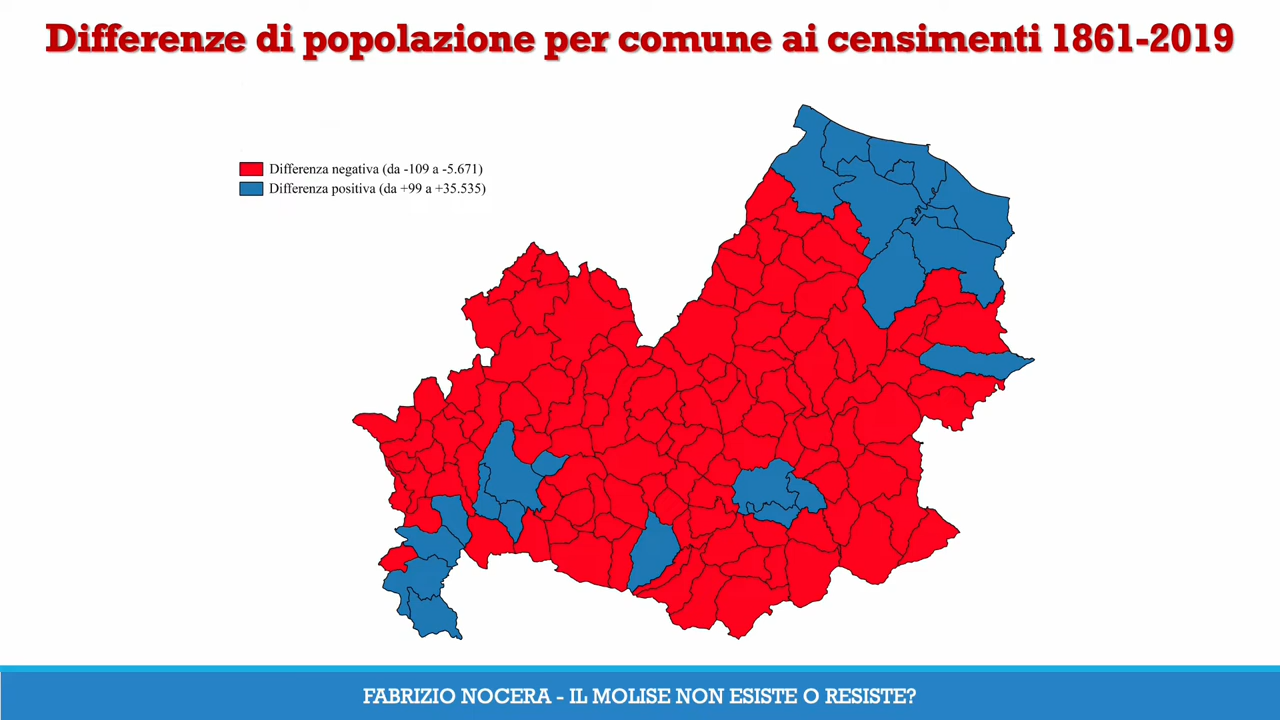 Differenze di popolazione per comune ai censimenti 1861-2019
Differenza negativa (da -109 a -5.671)
Differenza positiva (da +99 a +35.535)
FABRIZIO NOCERA - IL MOLISE NON ESISTE O RESISTE?